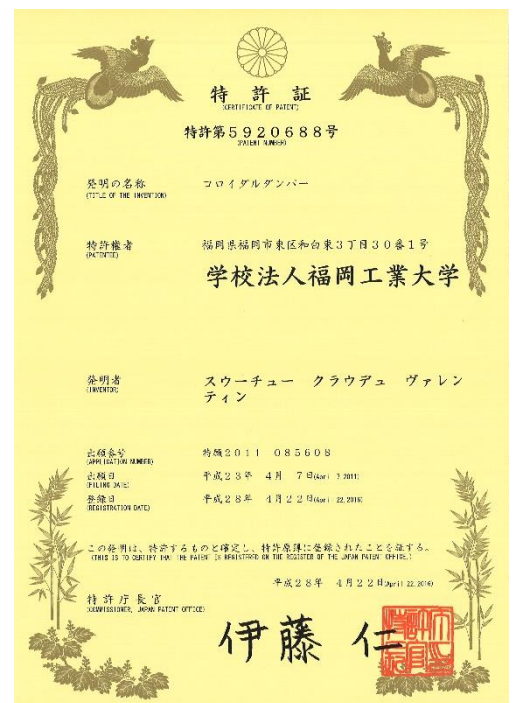 特許証
(CERTIFICATE OF PATENT)
特許第5920688号
(PATENT NUMBER)
発明の名称
(TITLE OF THE INVENTION)
コロイダルダンパー
特許権者
(PATENTEE)
福岡県福岡市東区和白東3丁目30番1号
学校法人福岡工業大学
発明者
(INVENTOR)
スウーチュー クラウデュ ヴァレン
ティン
出願番号
(APPLICATION NUMBER)
特願2011-085608
出願日
(FILING DATE)
平成23年 4月 7日(April 7,2011)
登録日
(REGISTRATION DATE)
平成28年 4月22日(April 22,2016)
この発明は、特許するものと確定し、特許原簿に登録されたことを証する。
(THIS IS TO CERTIFY THAT THE PATENT IS REGISTERED ON THE REGISTER OF THE JAPAN PATENT OFFICE.)
平成28年 4月22日(April 22,2016)
特許庁長官
(COMMISSIONER, JAPAN PATENT OFFICE)
伊藤 仁